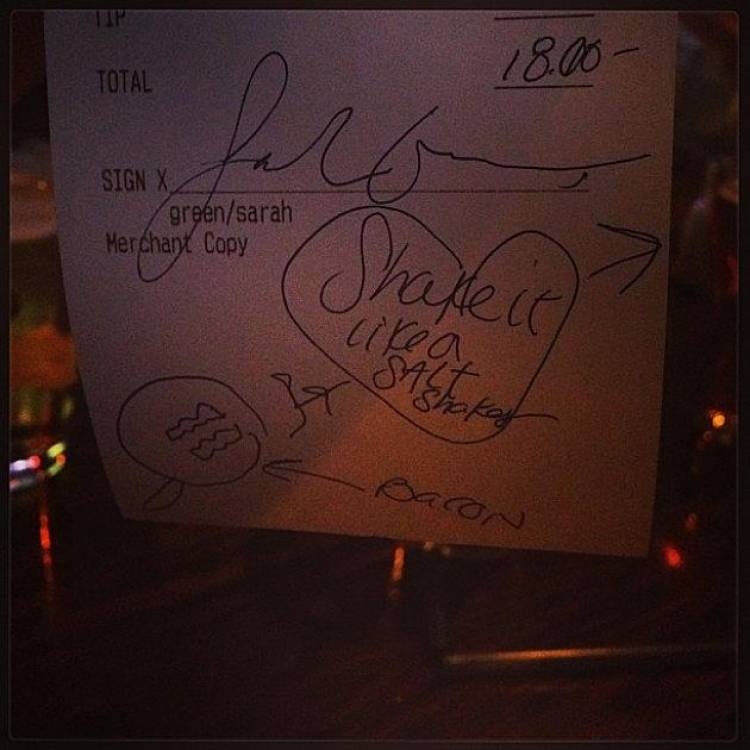 TIP
18.00-
TOTAL
SIGN X
green/sarah
Merchant Copy
Shake it
like a
SALT
shaker
BACON